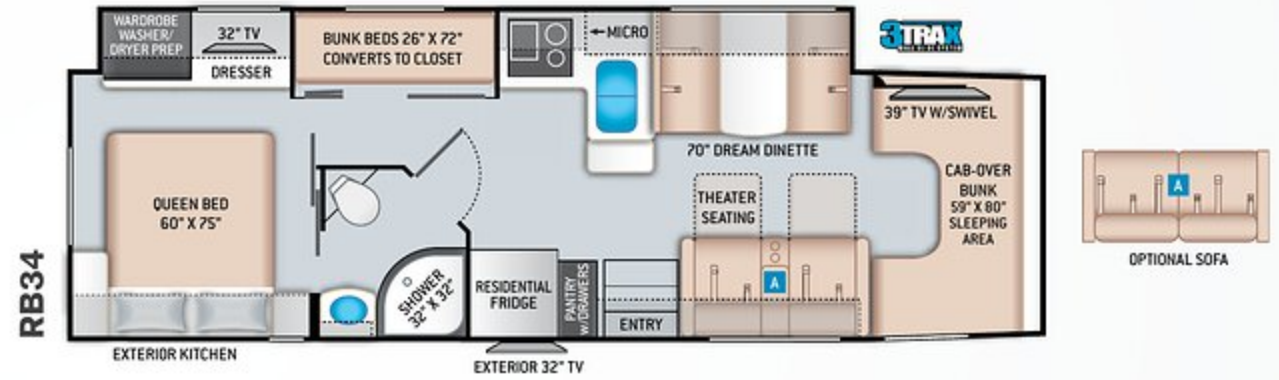 WARDROBE
WASHER/
DRYER PREP
32" TV
DRESSER
BUNK BEDS 26" X 72"
CONVERTS TO CLOSET
←MICRO
3TRAX
39" TV W/SWIVEL
70" DREAM DINETTE
CAB-OVER
BUNK
59" X 80"
SLEEPING
AREA
THEATER
SEATING
QUEEN BED
60" X 75"
A
OPTIONAL SOFA
RB34
SHOWER
32" X 32"
RESIDENTIAL
FRIDGE
PANTRY
w/DRAWERS
ENTRY
A
EXTERIOR KITCHEN
EXTERIOR 32" TV